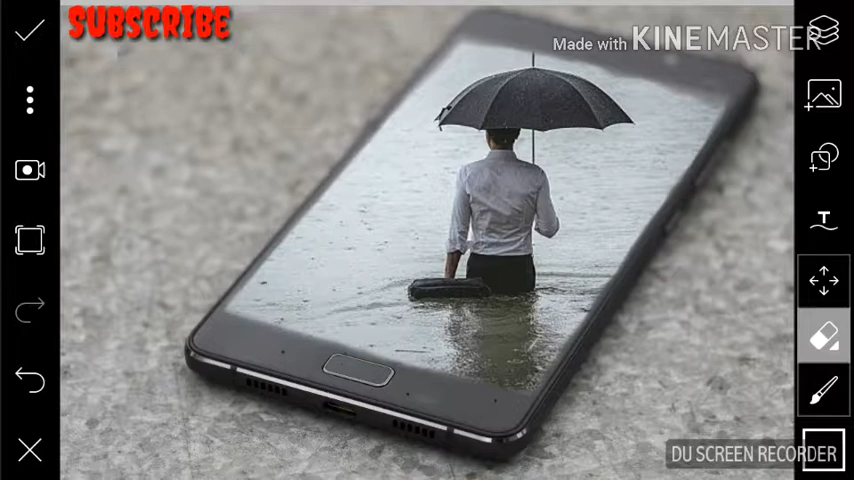 SUBSCRIBE
Made with KINEMASTER
T
DU SCREEN RECORDER